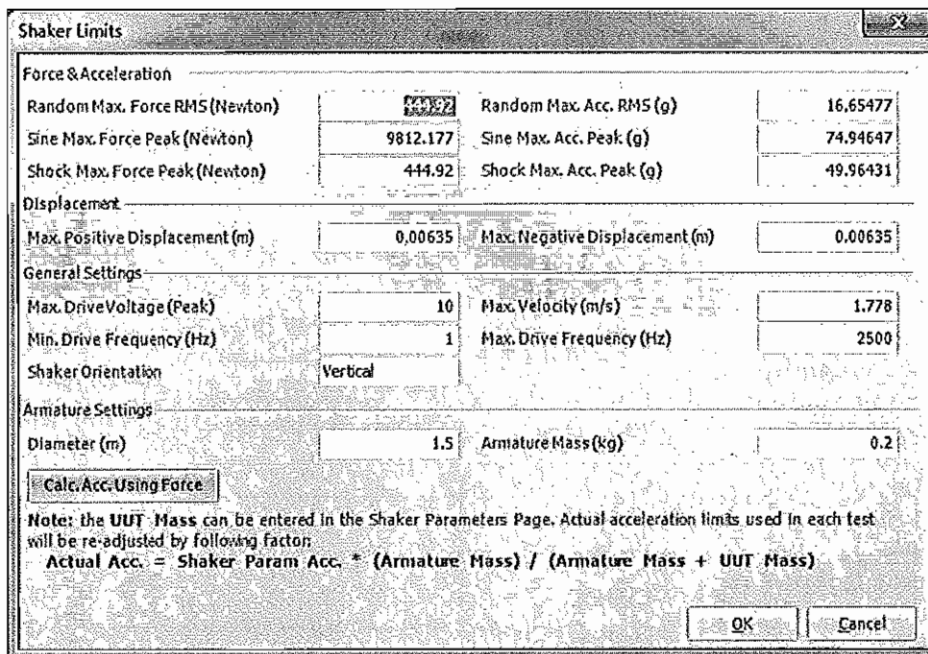 Shaker Limits
Force & Acceleration
Random Max. Force RMS (Newton) 444.92 Random Max. Acc. RMS (g) 16.65477
Sine Max. Force Peak (Newton) 9812.177 Sine Max. Acc. Peak (g) 74.94647
Shock Max. Force Peak (Newton) 444.92 Shock Max. Acc. Peak (g) 49.96431
Displacement
Max. Positive Displacement (m) 0.00635 Max. Negative Displacement (m) 0.00635
General Settings
Max. Drive Voltage (Peak) 10 Max. Velocity (m/s) 1.778
Min. Drive Frequency (Hz) 1 Max. Drive Frequency (Hz) 2500
Shaker Orientation Vertical
Armature Settings
Diameter (m) 1.5 Armature Mass (kg) 0.2
Calc. Acc. Using Force
Note: the UUT Mass can be entered in the Shaker Parameters Page. Actual acceleration limits used in each test
will be re-adjusted by following factor:
Actual Acc. = Shaker Param Acc. * (Armature Mass) / (Armature Mass + UUT Mass)
OK Cancel